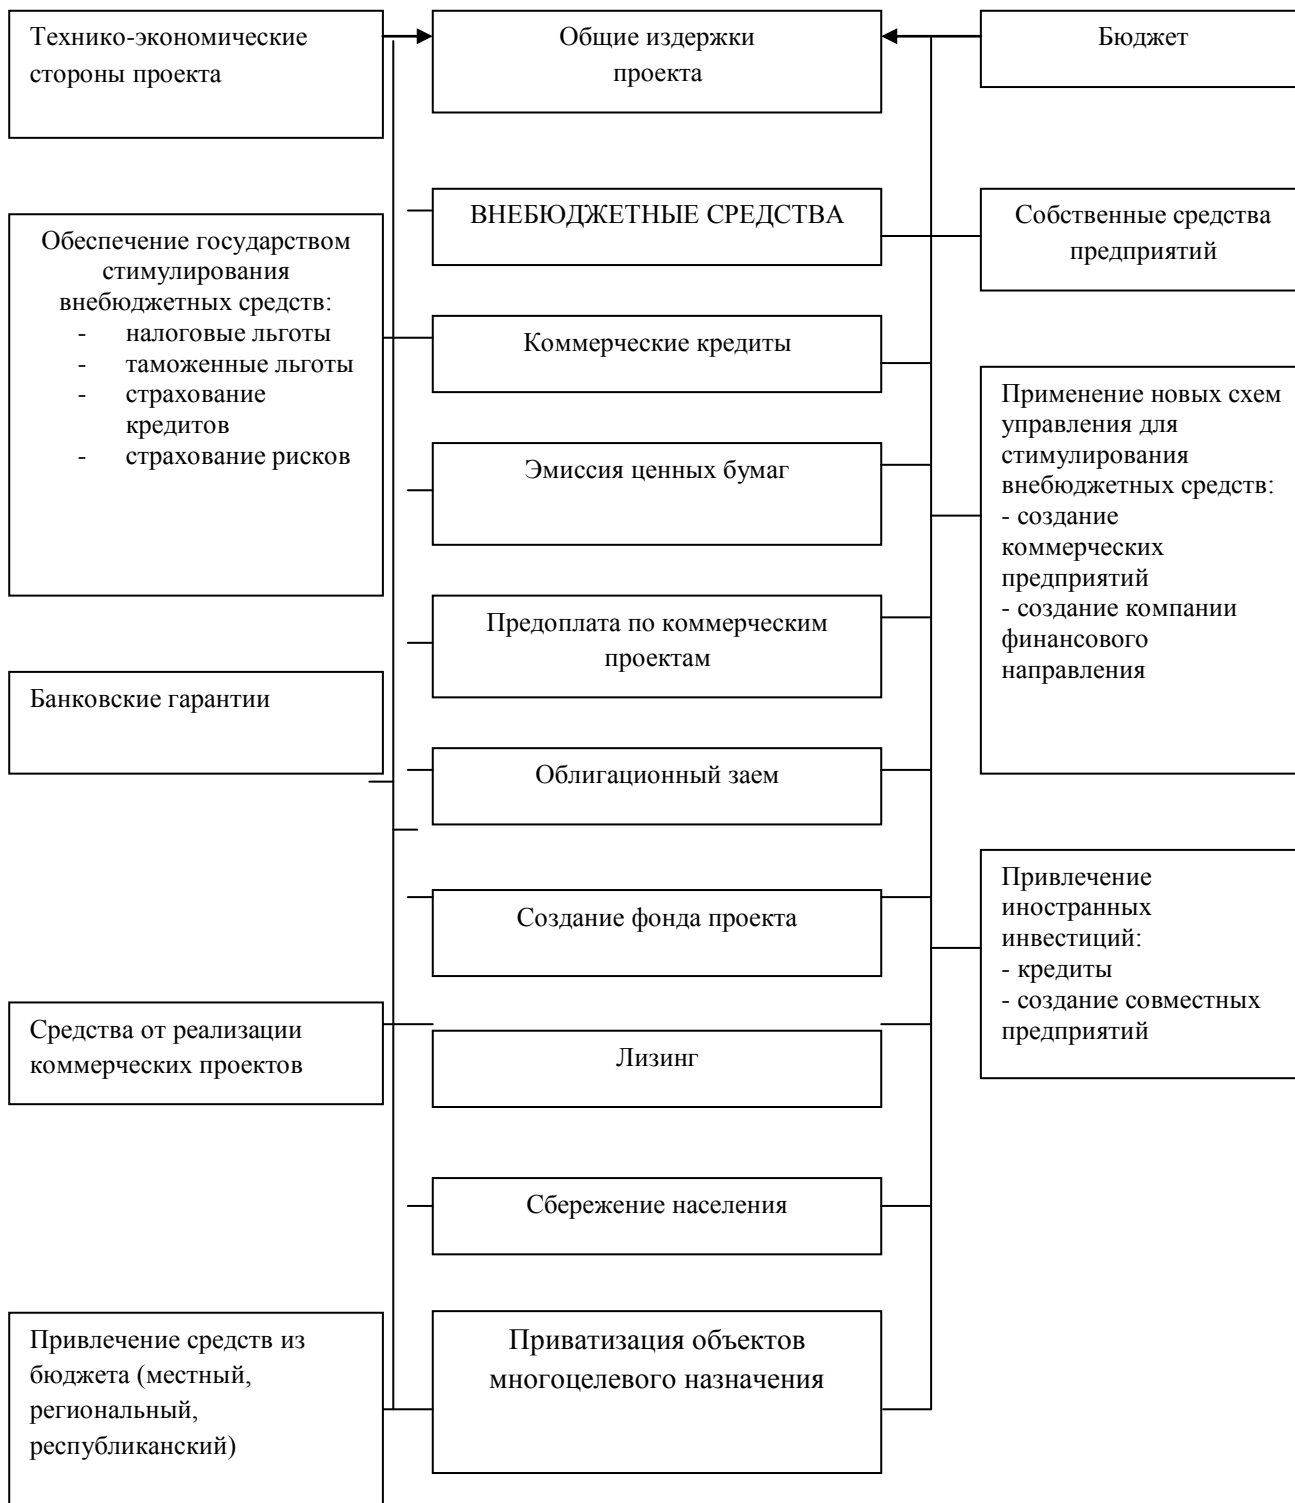 Технико-экономические
стороны проекта
Общие издержки
проекта
Бюджет
ВНЕБЮДЖЕТНЫЕ СРЕДСТВА
Собственные средства
предприятий
Обеспечение государством
стимулирования
внебюджетных средств:
- налоговые льготы
- таможенные льготы
- страхование
кредитов
- страхование рисков
Коммерческие кредиты
Применение новых схем
управления для
стимулирования
внебюджетных средств:
- создание
коммерческих
предприятий
- создание компании
финансового
направления
Эмиссия ценных бумаг
Предоплата по коммерческим
проектам
Банковские гарантии
Облигационный заем
Привлечение
иностранных
инвестиций:
- кредиты
- создание совместных
предприятий
Создание фонда проекта
Средства от реализации
коммерческих проектов
Лизинг
Сбережение населения
Привлечение средств из
бюджета (местный,
региональный,
республиканский)
Приватизация объектов
многоцелевого назначения